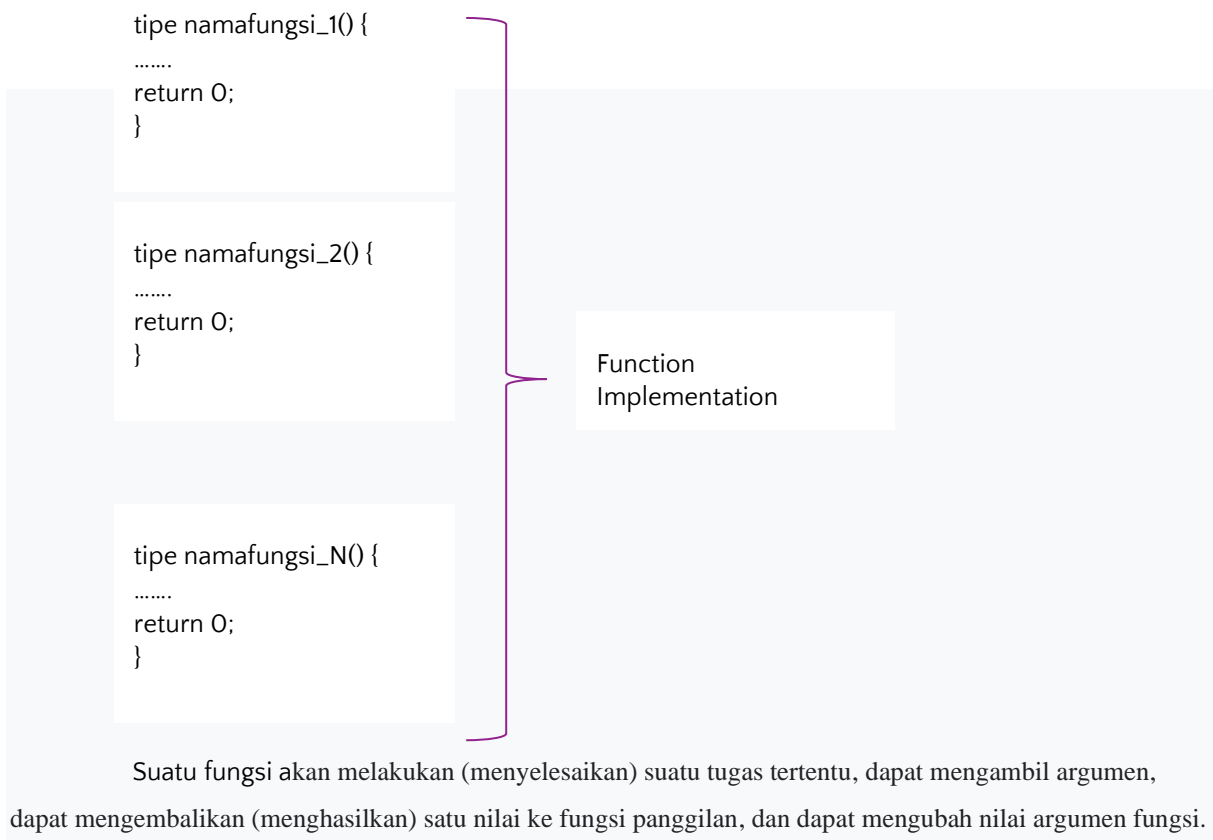 tipe namafungsi_1() {
…….
return 0;
}
tipe namafungsi_2() {
…….
return 0;
}
Function
Implementation
tipe namafungsi_N() {
…….
return 0;
}
Suatu fungsi akan melakukan (menyelesaikan) suatu tugas tertentu, dapat mengambil argumen,
dapat mengembalikan (menghasilkan) satu nilai ke fungsi panggilan, dan dapat mengubah nilai argumen fungsi.